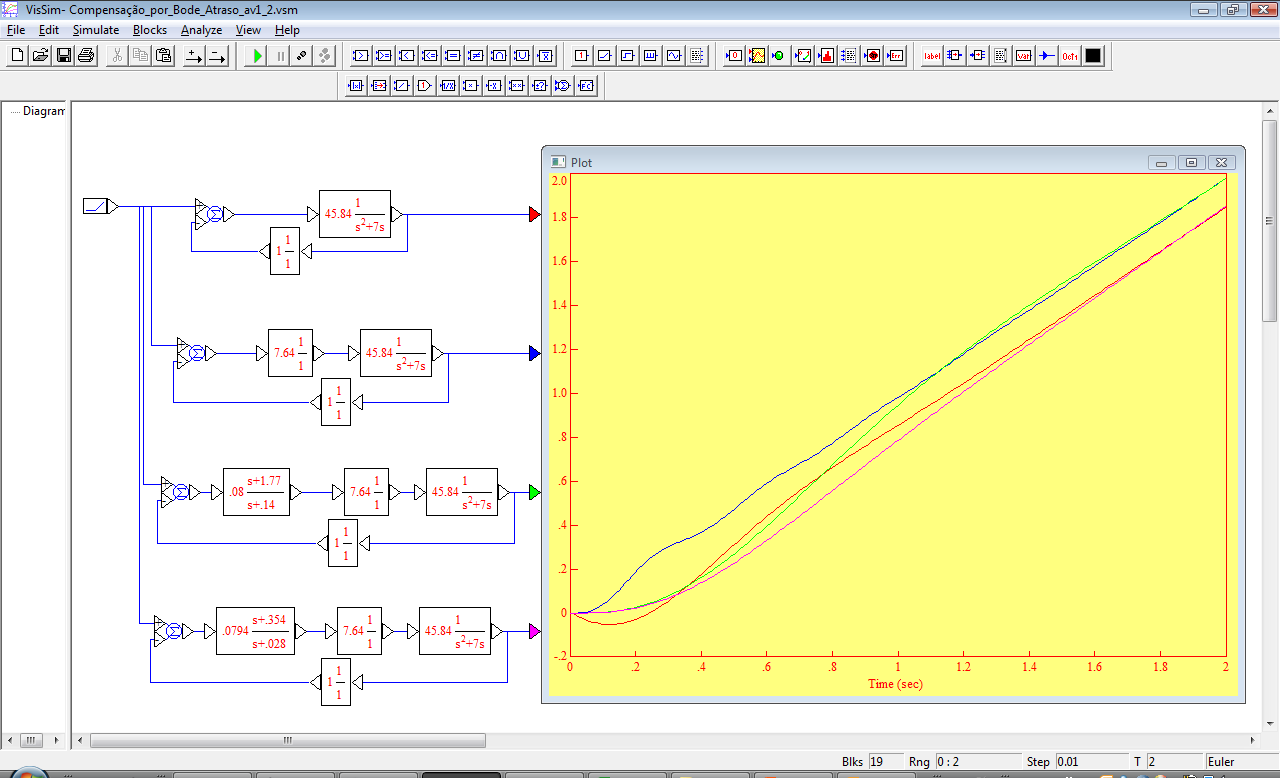 VisSim- Compensação_por_Bode_Atraso_av1_2.vsm
File Edit Simulate Blocks Analyze View Help
Diagram
45.84 1
s²+7s
1 1
1
7.64 1
1
45.84 1
s²+7s
1 1
1
.08 s+1.77
s+.14
7.64 1
1
45.84 1
s²+7s
1 1
1
.0794 s+.354
s+.028
7.64 1
1
45.84 1
s²+7s
1 1
1
Plot
2.0
1.8
1.6
1.4
1.2
1.0
.8
.6
.4
.2
0
-.2
0 .2 .4 .6 .8 1 1.2 1.4 1.6 1.8 2
Time (sec)
Blks 19 Rng 0 : 2 Step 0.01 T 2 Euler